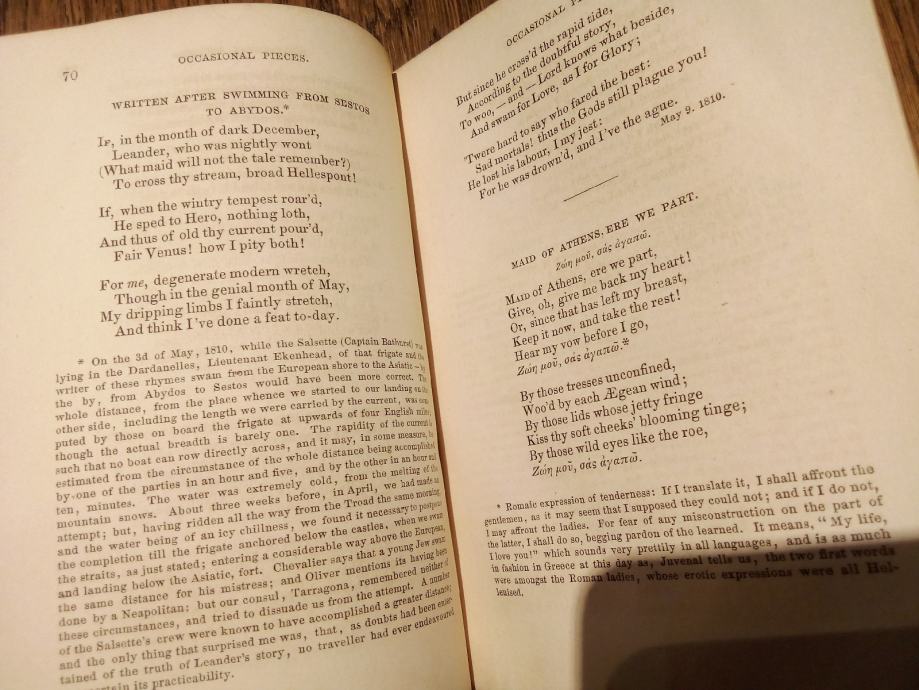 70
OCCASIONAL PIECES.
WRITTEN AFTER SWIMMING FROM SESTOS
TO ABYDOS.*
If, in the month of dark December,
Leander, who was nightly wont
(What maid will not the tale remember?)
To cross thy stream, broad Hellespont!
If, when the wintry tempest roar'd,
He sped to Hero, nothing loth,
And thus of old thy current pour'd,
Fair Venus! how I pity both!
For me, degenerate modern wretch,
Though in the genial month of May,
My dripping limbs I faintly stretch,
And think I've done a feat to-day.
* On the 3d of May, 1810, while the Salsette (Captain Bathurst) was
lying in the Dardanelles, Lieutenant Ekenhead, of that frigate and the
writer of these rhymes swam from the European shore to the Asiatic—by
the by, from Abydos to Sestos would have been more correct. The
whole distance, from the place whence we started to our landing on the
other side, including the length we were carried by the current, was com-
puted by those on board the frigate at upwards of four English miles;
though the actual breadth is barely one. The rapidity of the current is
such that no boat can row directly across, and it may, in some measure, be
estimated from the circumstance of the whole distance being accomplished
by one of the parties in an hour and five, and by the other in an hour and
ten, minutes. The water was extremely cold, from the melting of the
mountain snows. About three weeks before, in April, we had made an
attempt; but, having ridden all the way from the Troad the same morning,
and the water being of an icy chillness, we found it necessary to postpone
the completion till the frigate anchored below the castles, when we swam
the straits, as just stated; entering a considerable way above the European,
and landing below the Asiatic, fort. Chevalier says that a young Jew swam
the same distance for his mistress; and Oliver mentions its having been
done by a Neapolitan: but our consul, Tarragona, remembered neither of
these circumstances, and tried to dissuade us from the attempt. A number
of the Salsette's crew were known to have accomplished a greater distance;
and the only thing that surprised me was, that, as doubts had been enter-
tained of the truth of Leander's story, no traveller had ever endeavoured
its practicability.
OCCASIONAL
But since he cross'd the rapid tide,
According to the doubtful story,
To woo,—and—Lord knows what beside,
And swam for Love, as I for Glory;
'Twere hard to say who fared the best:
Sad mortals! thus the Gods still plague you!
He lost his labour, I my jest:
For he was drown'd, and I've the ague.
May 9. 1810.
MAID OF ATHENS, ERE WE PART.
Ζώη μοῦ, σάς ἀγαπῶ.
Maid of Athens, ere we part,
Give, oh, give me back my heart!
Or, since that has left my breast,
Keep it now, and take the rest!
Hear my vow before I go,
Ζώη μοῦ, σάς ἀγαπῶ.*
By those tresses unconfined,
Woo'd by each Ægean wind;
By those lids whose jetty fringe
Kiss thy soft cheeks' blooming tinge;
By those wild eyes like the roe,
Ζώη μοῦ, σάς ἀγαπῶ.
* Romaic expression of tenderness: If I translate it, I shall affront the
gentlemen, as it may seem that I supposed they could not; and if I do not,
I may affront the ladies. For fear of any misconstruction on the part of
the latter, I shall do so, begging pardon of the learned. It means, "My life,
I love you!" which sounds very prettily in all languages, and is as much
in fashion in Greece at this day as, Juvenal tells us, the two first words
were amongst the Roman ladies, whose erotic expressions were all Hel-
lenised.